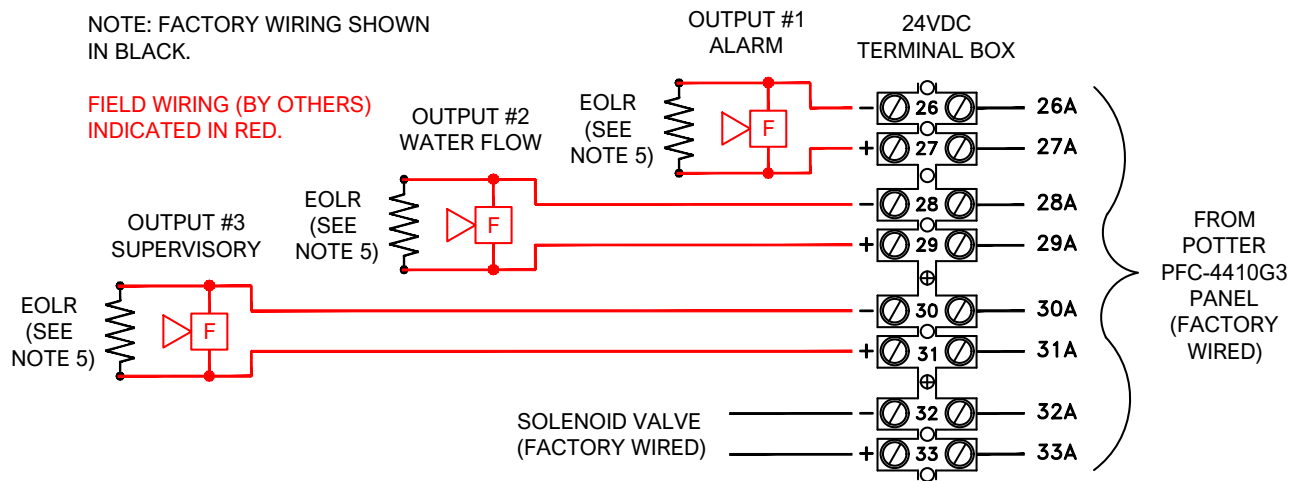 NOTE: FACTORY WIRING SHOWN
IN BLACK.
FIELD WIRING (BY OTHERS)
INDICATED IN RED.
OUTPUT #1
ALARM
24VDC
TERMINAL BOX
EOLR
(SEE
NOTE 5)
F
- 26 26A
+ 27 27A
OUTPUT #2
WATER FLOW
EOLR
(SEE
NOTE 5)
F
- 28 28A
+ 29 29A
OUTPUT #3
SUPERVISORY
EOLR
(SEE
NOTE 5)
F
- 30 30A
+ 31 31A
SOLENOID VALVE
(FACTORY WIRED)
- 32 32A
+ 33 33A
FROM
POTTER
PFC-4410G3
PANEL
(FACTORY
WIRED)